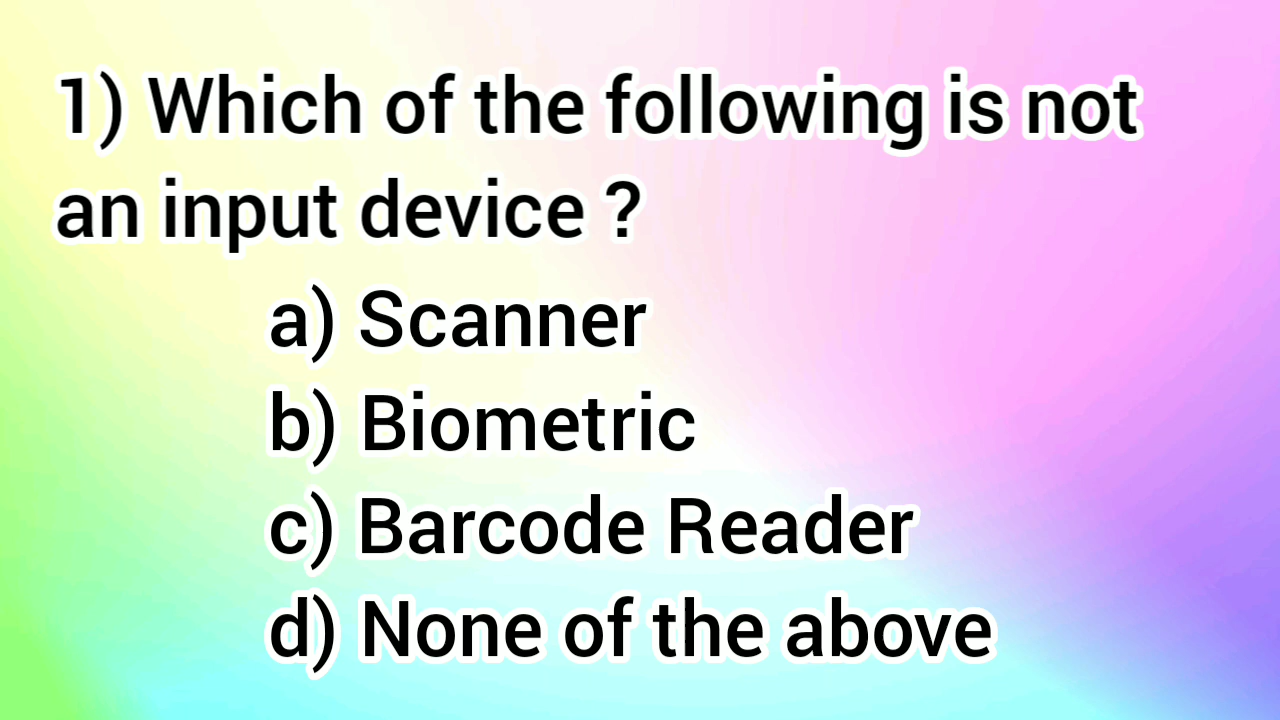 1) Which of the following is not
an input device ?
a) Scanner
b) Biometric
c) Barcode Reader
d) None of the above